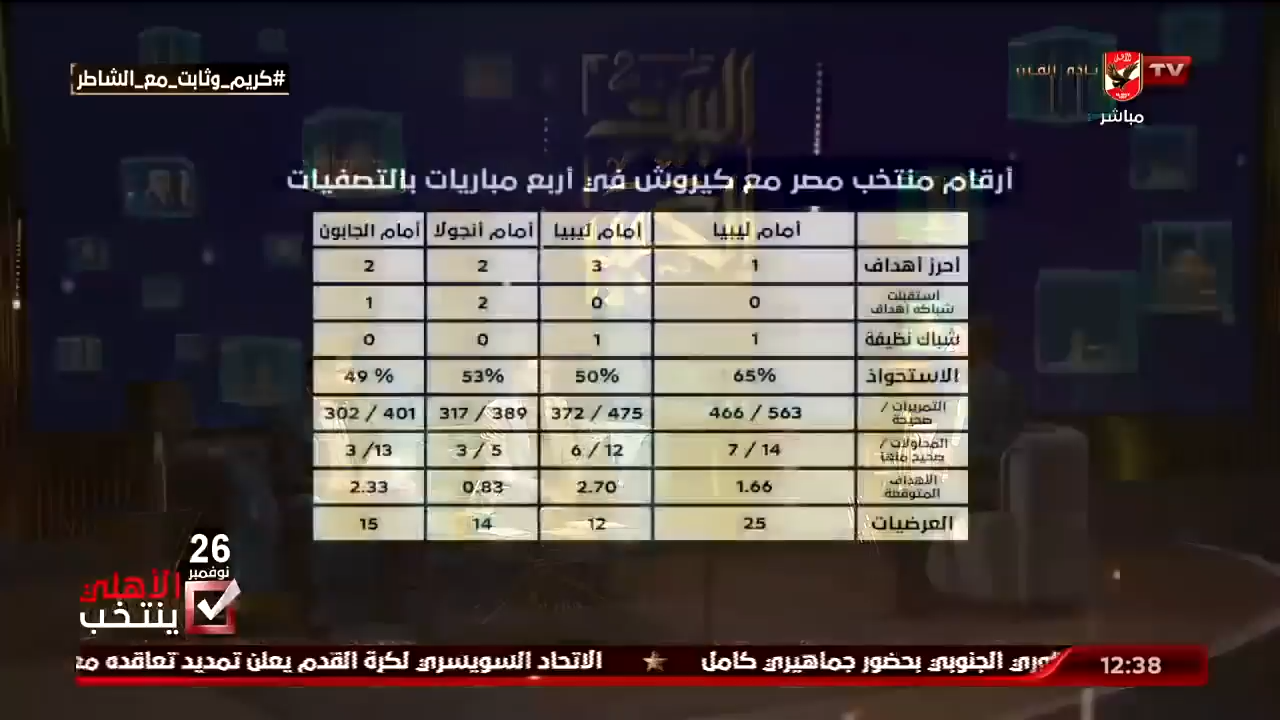 #كريم_وثابت_مع_الشاطر
TV
مباشر
أرقام منتخب مصر مع كيروش في أربع مباريات بالتصفيات
أمام ليبيا أمام ليبيا أمام أنجولا أمام الجابون
أحرز أهداف 1 3 2 2
استقبلت شباكه أهداف 0 0 2 1
شباك نظيفة 1 1 0 0
الاستحواذ 65% 50% 53% 49 %
التمريرات / صحيحة 466 / 563 372 / 475 317 / 389 302 / 401
المحاولات / صحيح منها 7 / 14 6 / 12 3 / 5 3 /13
الأهداف المتوقعة 1.66 2.70 0.83 2.33
العرضيات 25 12 14 15
26
نوفمبر
الأهلي
ينتخب
الجنوبي بحضور جماهيري كامل ★ الاتحاد السويسري لكرة القدم يعلن تمديد تعاقده
12:38